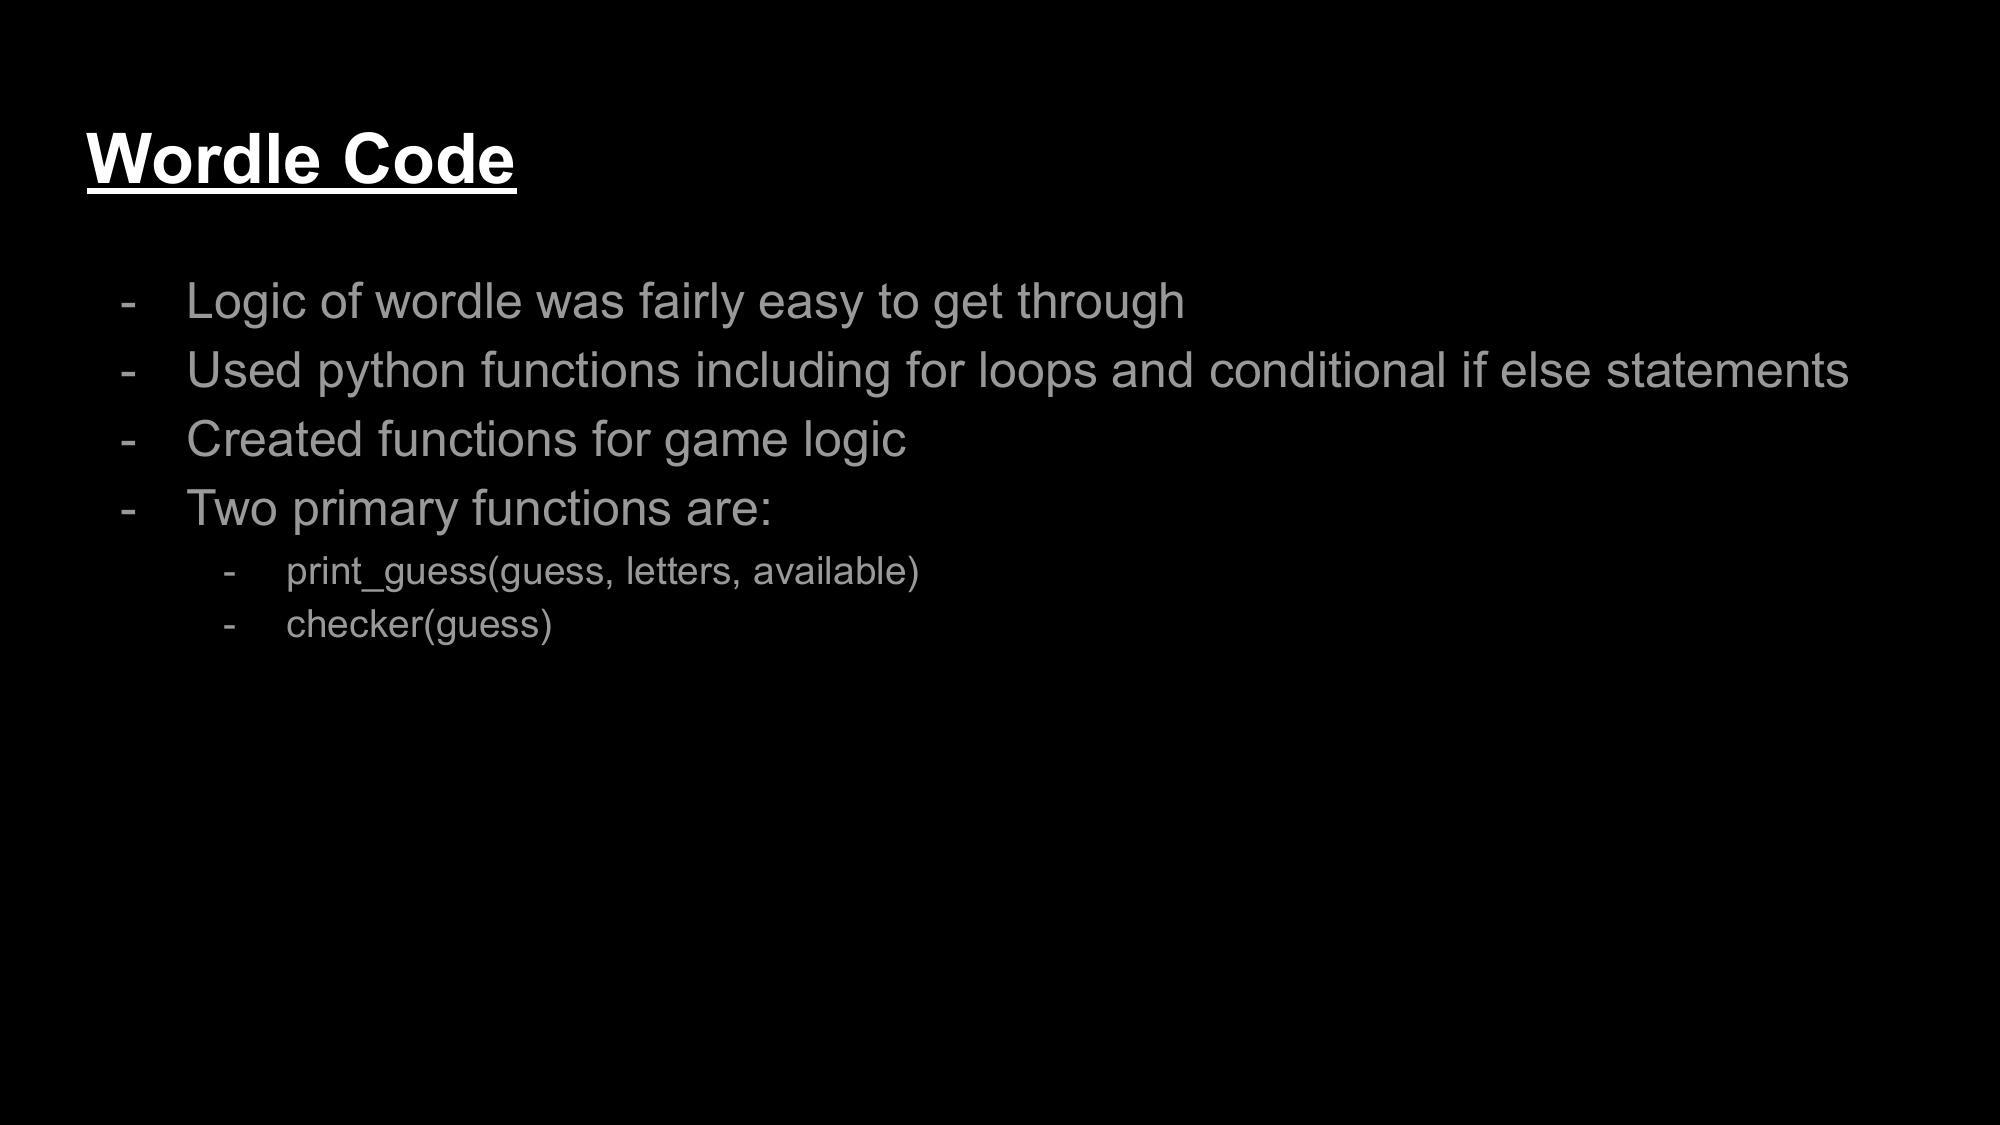 Wordle Code
- Logic of wordle was fairly easy to get through
- Used python functions including for loops and conditional if else statements
- Created functions for game logic
- Two primary functions are:
- print_guess(guess, letters, available)
- checker(guess)